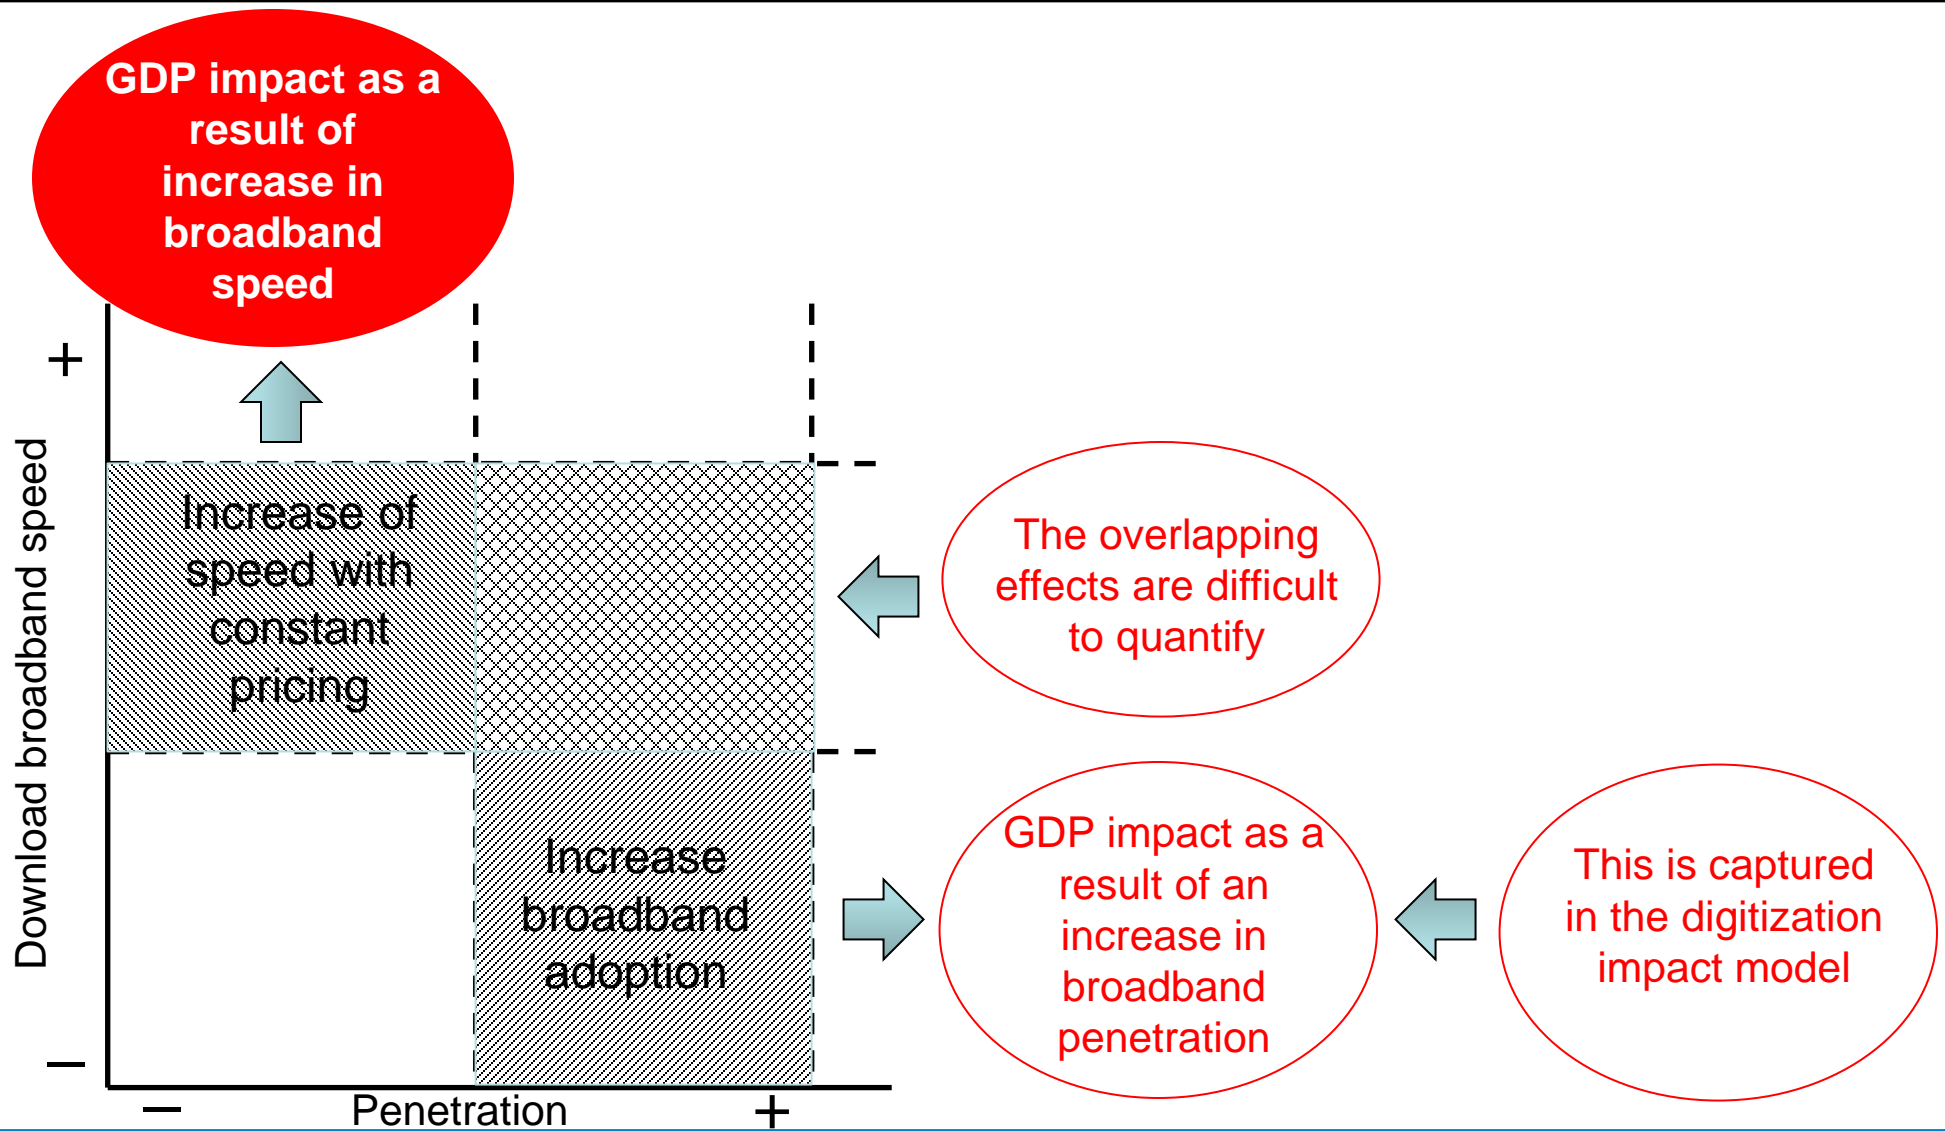 GDP impact as a
result of
increase in
broadband
speed
+
Download broadband speed
Increase of
speed with
constant
pricing
The overlapping
effects are difficult
to quantify
Increase
broadband
adoption
GDP impact as a
result of an
increase in
broadband
penetration
This is captured
in the digitization
impact model
–
– Penetration +